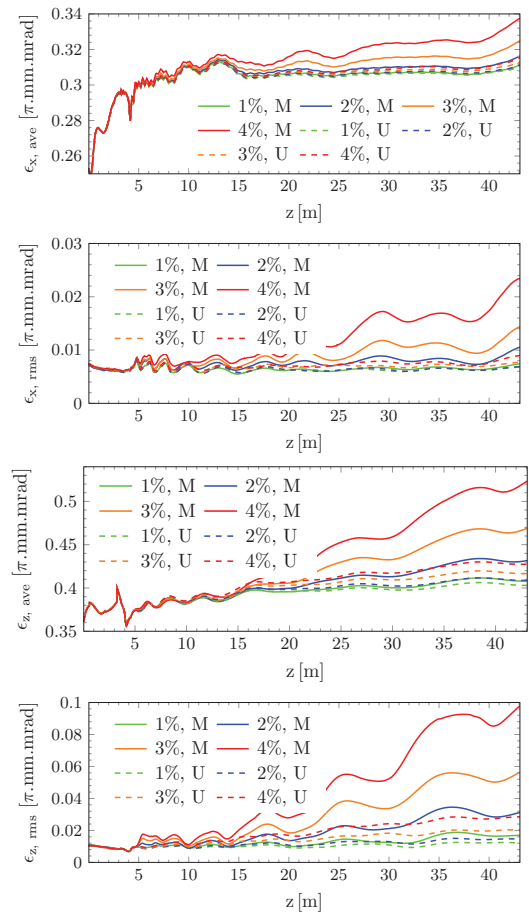 0.34
0.32
0.3
0.28
0.26
ϵx, ave [π.mm.mrad]
1%, M 2%, M 3%, M
4%, M 1%, U 2%, U
3%, U 4%, U
5 10 15 20 25 30 35 40
z [m]
0.03
0.02
0.01
0
ϵx, rms [π.mm.mrad]
1%, M 2%, M
3%, M 4%, M
1%, U 2%, U
3%, U 4%, U
5 10 15 20 25 30 35 40
z [m]
0.5
0.45
0.4
0.35
ϵz, ave [π.mm.mrad]
1%, M 2%, M
3%, M 4%, M
1%, U 2%, U
3%, U 4%, U
5 10 15 20 25 30 35 40
z [m]
0.1
0.08
0.06
0.04
0.02
0
ϵz, rms [π.mm.mrad]
1%, M 2%, M
3%, M 4%, M
1%, U 2%, U
3%, U 4%, U
5 10 15 20 25 30 35 40
z [m]